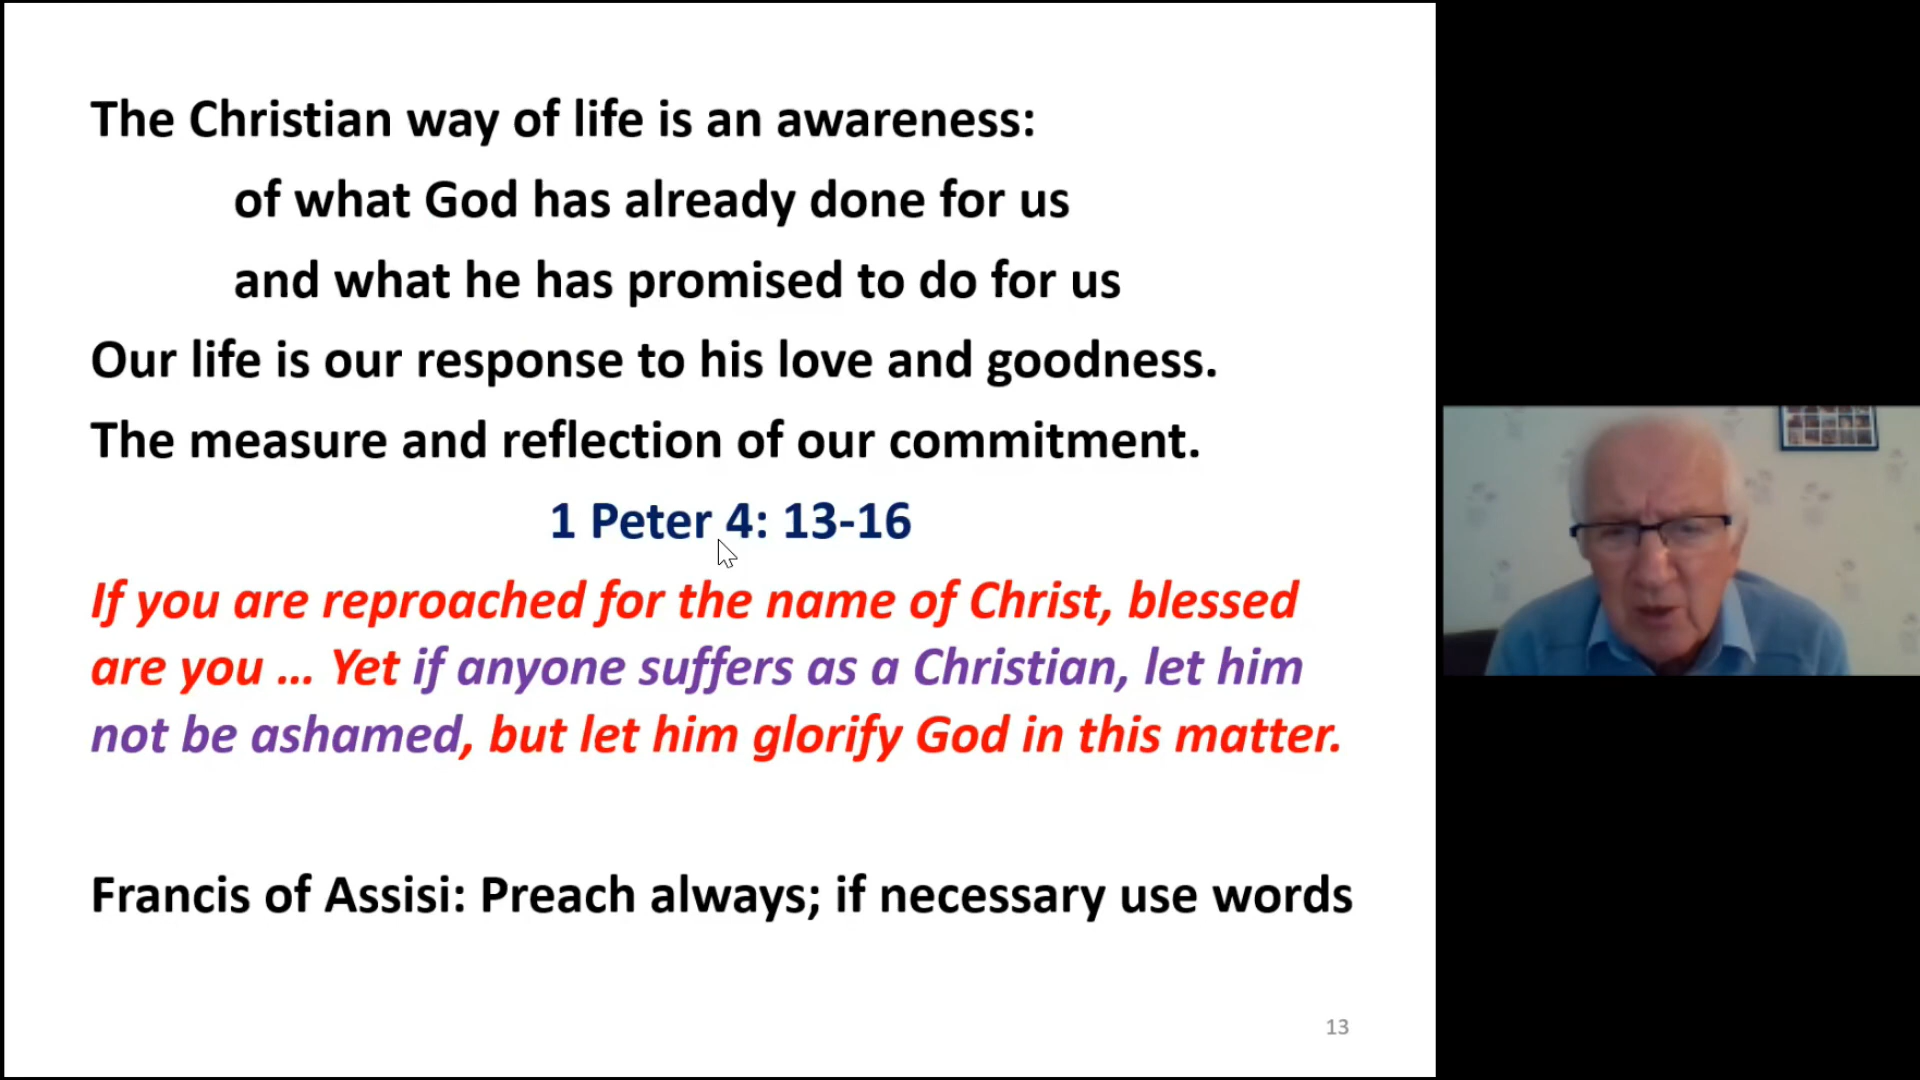 The Christian way of life is an awareness:
of what God has already done for us
and what he has promised to do for us
Our life is our response to his love and goodness.
The measure and reflection of our commitment.
1 Peter 4: 13-16
If you are reproached for the name of Christ, blessed
are you ... Yet if anyone suffers as a Christian, let him
not be ashamed, but let him glorify God in this matter.
Francis of Assisi: Preach always; if necessary use words
13